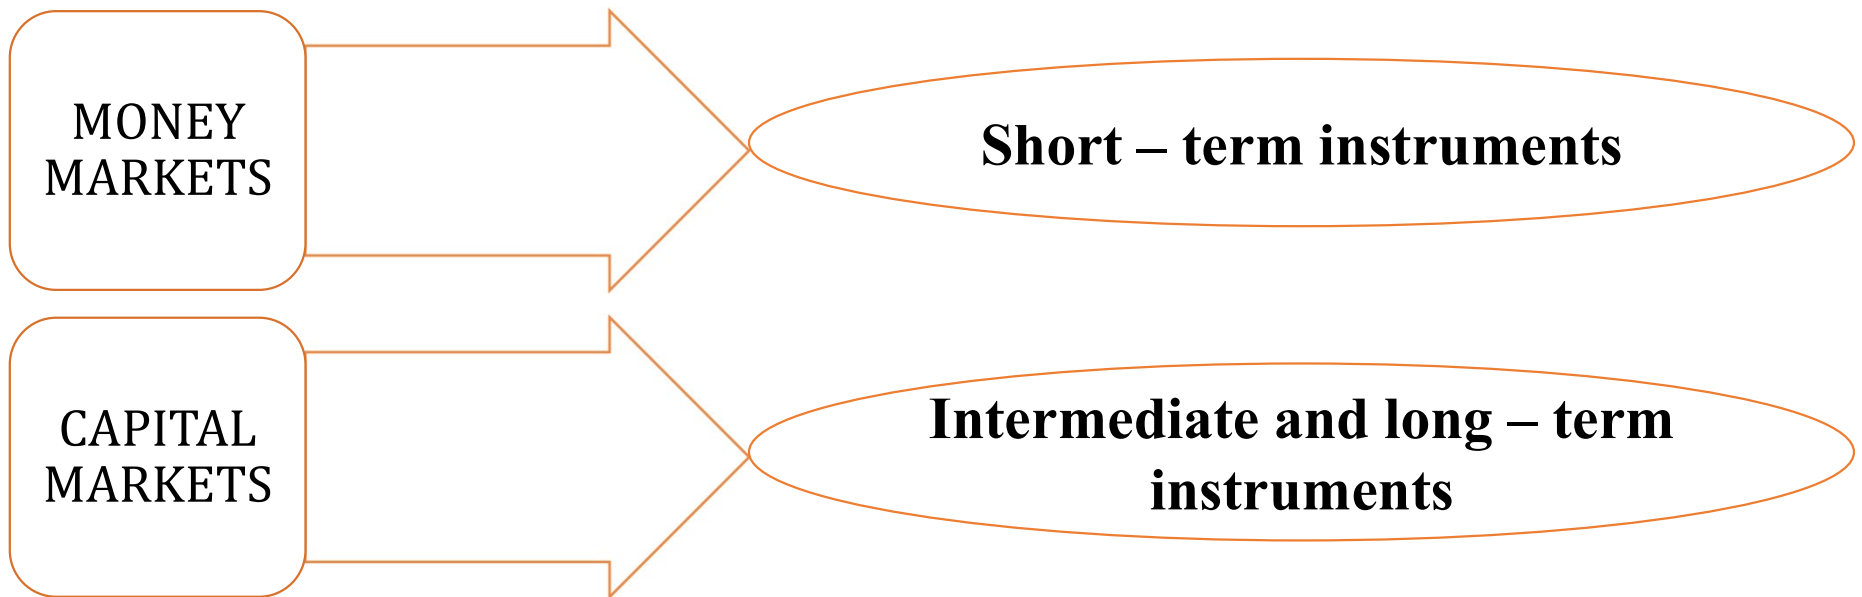 MONEY
MARKETS
Short – term instruments
CAPITAL
MARKETS
Intermediate and long – term
instruments